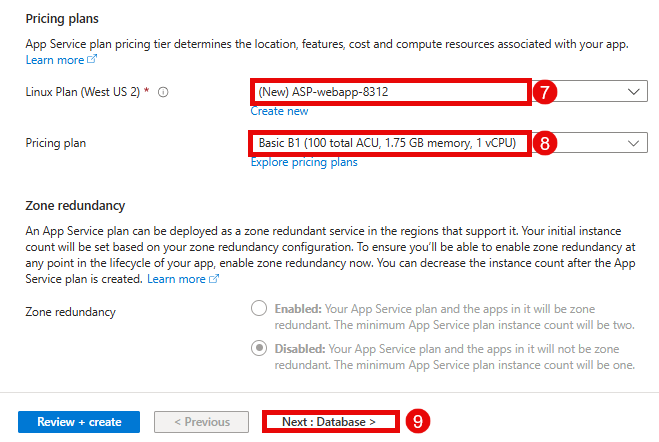 Pricing plans
App Service plan pricing tier determines the location, features, cost and compute resources associated with your app.
Learn more
Linux Plan (West US 2) *
(New) ASP-webapp-8312
7
Create new
Pricing plan
Basic B1 (100 total ACU, 1.75 GB memory, 1 vCPU)
8
Explore pricing plans
Zone redundancy
An App Service plan can be deployed as a zone redundant service in the regions that support it. Your initial instance
count will be set based on your zone redundancy configuration. To ensure you'll be able to enable zone redundancy at
any point in the lifecycle of your app, enable zone redundancy now. You can decrease the instance count after the App
Service plan is created. Learn more
Zone redundancy
Enabled: Your App Service plan and the apps in it will be zone
redundant. The minimum App Service plan instance count will be two.
Disabled: Your App Service plan and the apps in it will not be zone
redundant. The minimum App Service plan instance count will be one.
Review + create
< Previous
Next : Database >
9